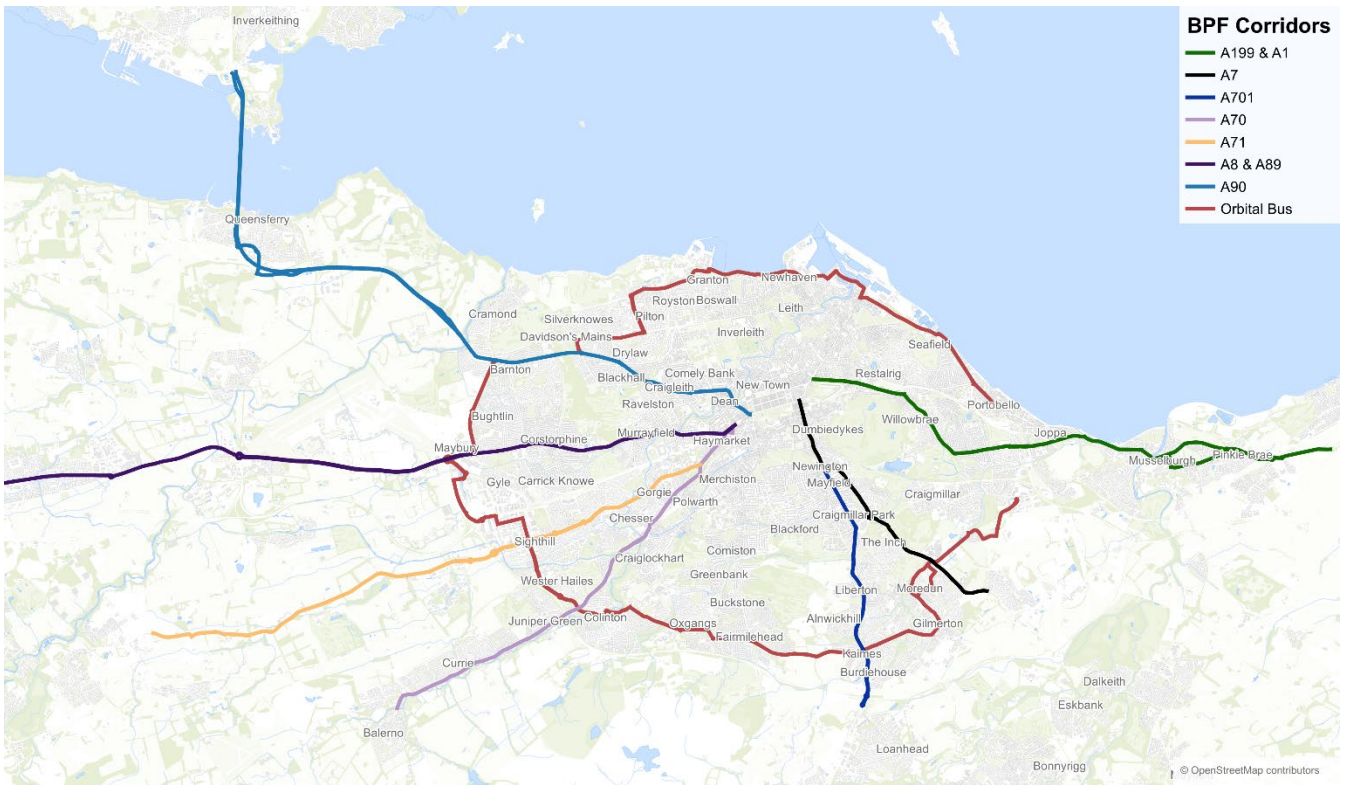 Inverkeithing
BPF Corridors
A199 & A1
A7
A701
A70
A71
A8 & A89
A90
Orbital Bus
Queensferry
Granton
Newhaven
Royston Boswall
Cramond
Silverknowes
Pilton
Leith
Davidson's Mains
Inverleith
Drylaw
Seafield
Barnton
Blackhall
Comely Bank
Restalrig
Craigleith
New Town
Ravelston
Dean
Portobello
Bughtlin
Willowbrae
Murrayfield
Dumbiedykes
Joppa
Corstorphine
Haymarket
Maybury
Musselburgh
Pinkie Brae
Gyle
Carrick Knowe
Merchiston
Newington
Mayfield
Gorgie
Polwarth
Craigmillar
Chesser
Craigmillar Park
Blackford
Sighthill
The Inch
Craiglockhart
Comiston
Greenbank
Wester Hailes
Liberton
Moredun
Buckstone
Juniper Green
Colinton
Alnwickhill
Oxgangs
Gilmerton
Fairmilehead
Kaimes
Currie
Burdiehouse
Dalkeith
Eskbank
Balerno
Loanhead
Bonnyrigg
© OpenStreetMap contributors